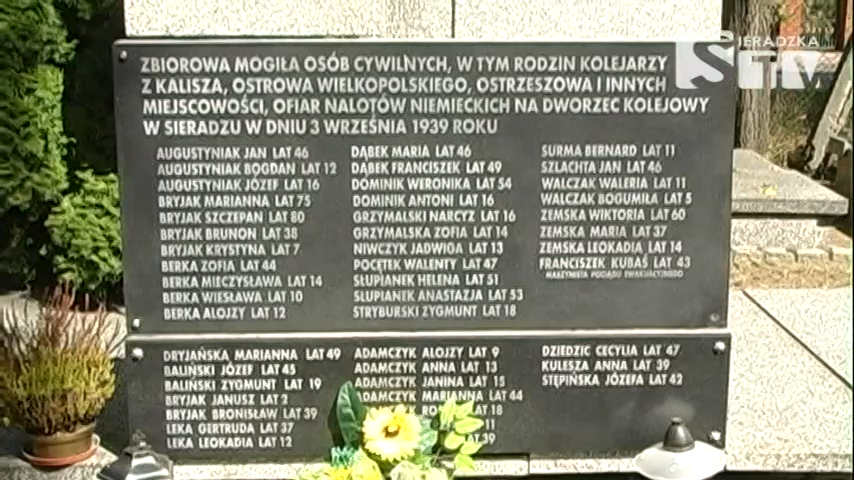 SIERADZKA
STV
ZBIOROWA MOGIŁA OSÓB CYWILNYCH, W TYM RODZIN KOLEJARZY
Z KALISZA, OSTROWA WIELKOPOLSKIEGO, OSTRZESZOWA I INNYCH
MIEJSCOWOŚCI, OFIAR NALOTÓW NIEMIECKICH NA DWORZEC KOLEJOWY
W SIERADZU W DNIU 3 WRZEŚNIA 1939 ROKU
AUGUSTYNIAK JAN LAT 46
AUGUSTYNIAK BOGDAN LAT 12
AUGUSTYNIAK JÓZEF LAT 16
BRYJAK MARIANNA LAT 75
BRYJAK SZCZEPAN LAT 80
BRYJAK BRUNON LAT 38
BRYJAK KRYSTYNA LAT 7
BERKA ZOFIA LAT 44
BERKA MIECZYSŁAWA LAT 14
BERKA WIESŁAWA LAT 10
BERKA ALOJZY LAT 12
DĄBEK MARIA LAT 46
DĄBEK FRANCISZEK LAT 49
DOMINIK WERONIKA LAT 54
DOMINIK ANTONI LAT 16
GRZYMALSKI NARCYZ LAT 16
GRZYMALSKA ZOFIA LAT 14
NIWCZYK JADWIGA LAT 13
POCĘTEK WALENTY LAT 47
SŁUPIANEK HELENA LAT 51
SŁUPIANEK ANASTAZJA LAT 53
STRYBURSKI ZYGMUNT LAT 18
SURMA BERNARD LAT 11
SZLACHTA JAN LAT 46
WALCZAK WALERIA LAT 11
WALCZAK BOGUMIŁA LAT 5
ZEMSKA WIKTORIA LAT 60
ZEMSKA MARIA LAT 37
ZEMSKA LEOKADIA LAT 14
FRANCISZEK KUBAŚ LAT 43
MASZYNISTA POCIĄGU EWAKUACYJNEGO
DRYJAŃSKA MARIANNA LAT 49
BALIŃSKI JÓZEF LAT 45
BALIŃSKI ZYGMUNT LAT 19
BRYJAK JANUSZ LAT 2
BRYJAK BRONISŁAW LAT 39
LEKA GERTRUDA LAT 37
LEKA LEOKADIA LAT 12
ADAMCZYK ALOJZY LAT 9
ADAMCZYK ANNA LAT 13
ADAMCZYK JANINA LAT 15
ADAMCZYK MARIANNA LAT 44
ADAMCZYK LAT 18
11
39
DZIEDZIC CECYLIA LAT 47
KULESZA ANNA LAT 39
STĘPIŃSKA JÓZEFA LAT 42